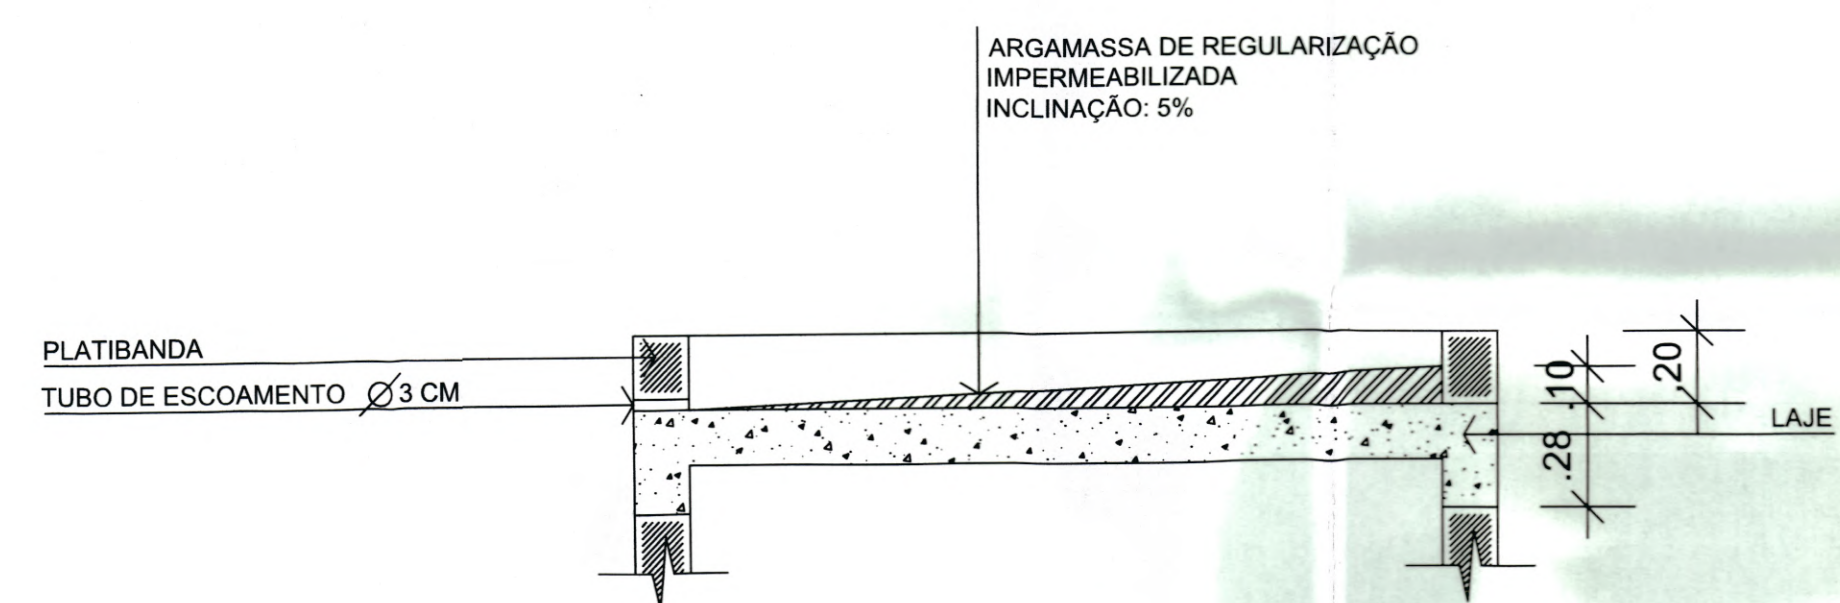 ARGAMASSA DE REGULARIZAÇÃO
IMPERMEABILIZADA
INCLINAÇÃO: 5%
PLATIBANDA
TUBO DE ESCOAMENTO Ø 3 CM
.10
.20
.28
LAJE